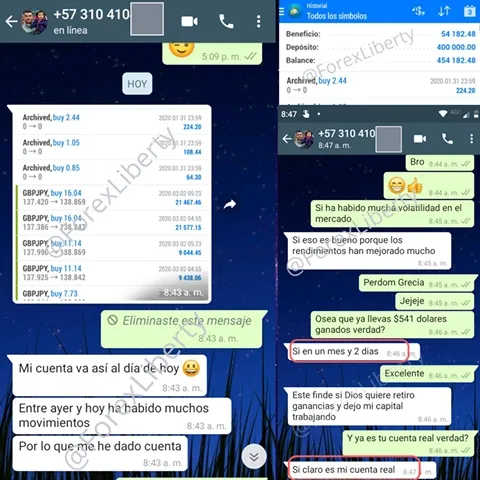 +57 310 410
en línea
5:09 p. m.
HOY
Archived, buy 2.44
0 → 0
2020.01.31 23:59
224.20
Archived, buy 1.05
0 → 0
2020.01.31 23:59
108.44
Archived, buy 0.85
0 → 0
2020.01.31 23:59
64.30
GBPJPY, buy 16.04
137.420 → 138.869
2020.03.02 05:23
21 467.46
GBPJPY, buy 16.04
137.386 → 138.842
2020.03.02 04:55
21 577.15
GBPJPY, buy 11.14
137.990 → 138.869
2020.03.02 05:23
9 044.45
GBPJPY, buy 11.14
137.925 → 138.842
2020.03.02 04:55
9 438.06
GBPJPY, buy 7.73
8:43 a. m.
Eliminaste este mensaje
8:43 a. m.
Mi cuenta va así al día de hoy
8:43 a. m.
Entre ayer y hoy ha habido muchos
movimientos
8:43 a. m.
Por lo que me he dado cuenta
8:43 a. m.
@ForexLiberty
Historial
Todos los símbolos
Beneficio:
54 182.48
Depósito:
400 000.00
Balance:
454 182.48
Archived, buy 2.44
0 → 0
2020.01.31 23:59
224.20
@ForexLiberty
8:47
+57 310 410
8:47 a. m.
Bro
8:44 a. m.
8:44 a. m.
Si ha habido mucha volatilidad en el
mercado
8:45 a. m.
Si eso es bueno porque los
rendimientos han mejorado mucho
8:45 a. m.
Perdom Grecia
8:45 a. m.
Jejeje
8:45 a. m.
Osea que ya llevas $541 dolares
ganados verdad?
8:46 a. m.
Si en un mes y 2 dias
8:46 a. m.
Excelente
8:46 a. m.
Este finde si Dios quiere retiro
ganancias y dejo mi capital
trabajando
8:46 a. m.
Y ya es tu cuenta real verdad?
8:46 a. m.
Si claro es mi cuenta real
8:47 a. m.
@ForexLiberty